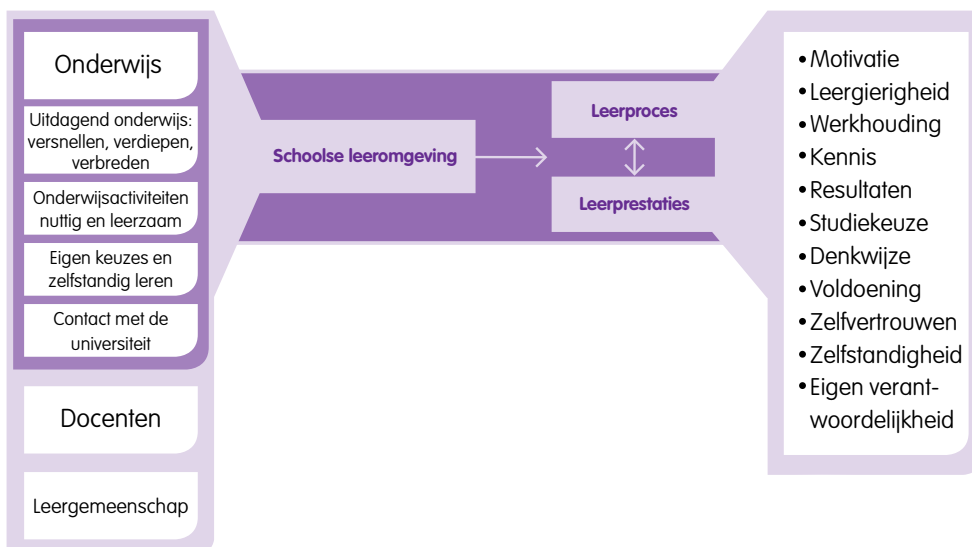 Onderwijs
Uitdagend onderwijs:
versnellen, verdiepen,
verbreden
Onderwijsactiviteiten
nuttig en leerzaam
Eigen keuzes en
zelfstandig leren
Contact met de
universiteit
Docenten
Leergemeenschap
Schoolse leeromgeving
Leerproces
Leerprestaties
• Motivatie
• Leergierigheid
• Werkhouding
• Kennis
• Resultaten
• Studiekeuze
• Denkwijze
• Voldoening
• Zelfvertrouwen
• Zelfstandigheid
• Eigen verant-
woordelijkheid